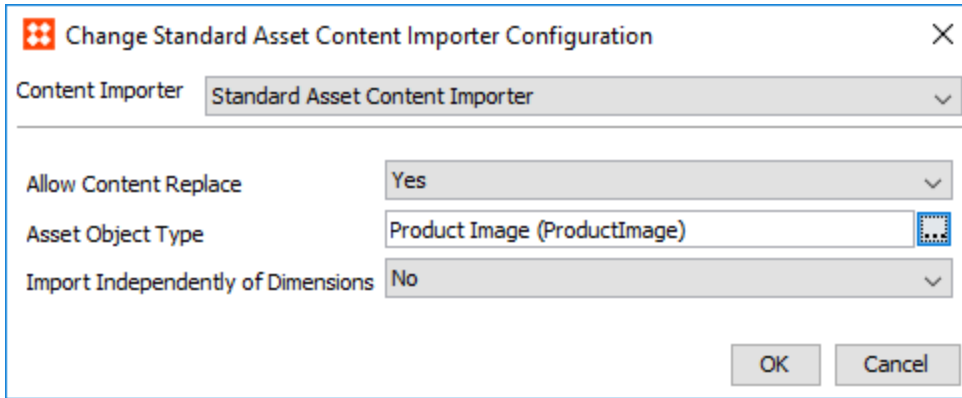 Change Standard Asset Content Importer Configuration
Content Importer Standard Asset Content Importer
Allow Content Replace Yes
Asset Object Type Product Image (ProductImage) ...
Import Independently of Dimensions No
OK Cancel